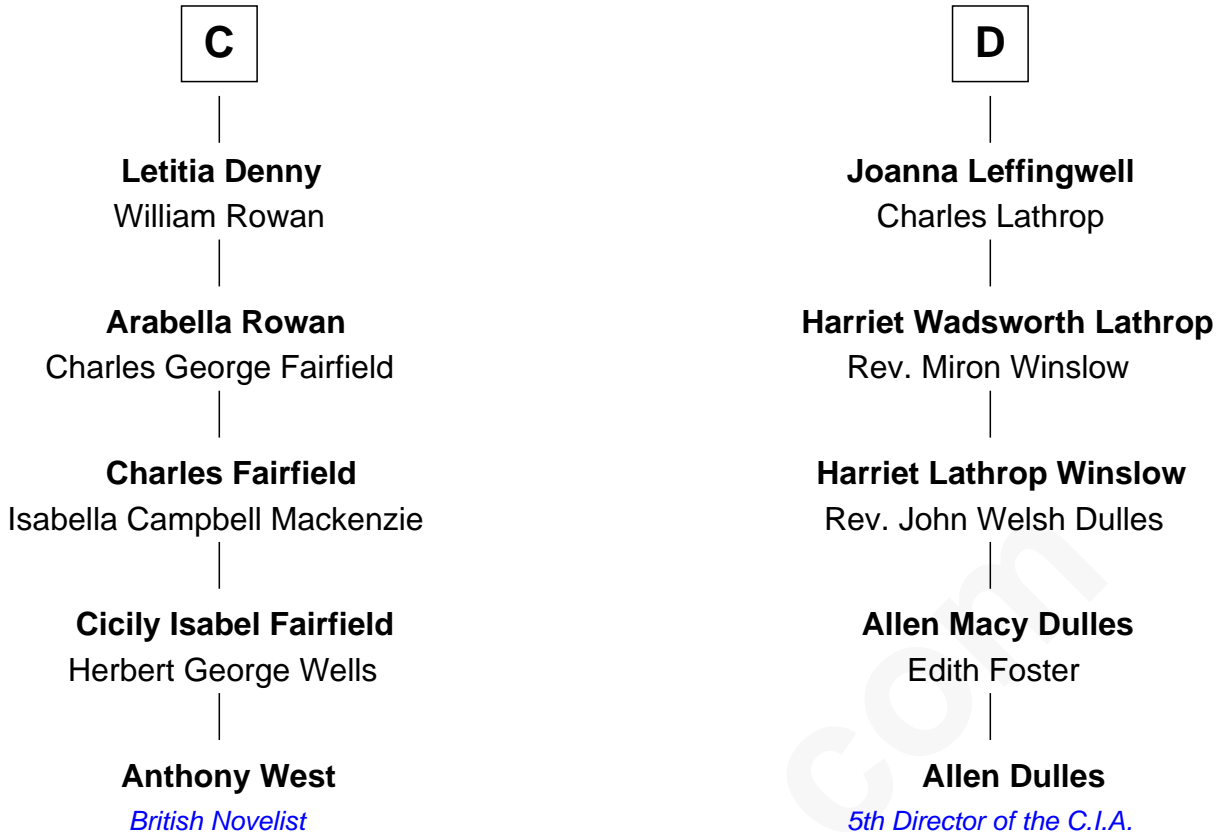 C
Letitia Denny
William Rowan
Arabella Rowan
Charles George Fairfield
Charles Fairfield
Isabella Campbell Mackenzie
Cicily Isabel Fairfield
Herbert George Wells
Anthony West
British Novelist
D
Joanna Leffingwell
Charles Lathrop
Harriet Wadsworth Lathrop
Rev. Miron Winslow
Harriet Lathrop Winslow
Rev. John Welsh Dulles
Allen Macy Dulles
Edith Foster
Allen Dulles
5th Director of the C.I.A.
com